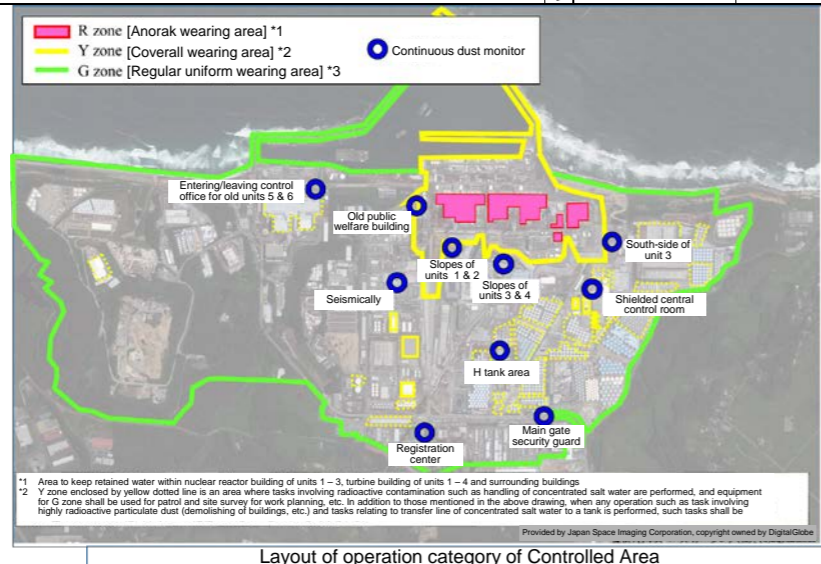 R zone [Anorak wearing area] *1
Y zone [Coverall wearing area] *2
G zone [Regular uniform wearing area] *3
Continuous dust monitor
Entering/leaving control
office for old units 5 & 6
Old public
welfare building
South-side of
unit 3
Slopes of
units 1 & 2
Slopes of
units 3 & 4
Seismically
Shielded central
control room
H tank area
Main gate
security guard
Registration
center
*1 Area to keep retained water within nuclear reactor building of units 1 – 3, turbine building of units 1 – 4 and surrounding buildings
*2 Y zone enclosed by yellow dotted line is an area where tasks involving radioactive contamination such as handling of concentrated salt water are performed, and equipment
for G zone shall be used for patrol and site survey for work planning, etc. In addition to those mentioned in the above drawing, when any operation such as task involving
highly radioactive particulate dust (demolishing of buildings, etc.) and tasks relating to transfer line of concentrated salt water to a tank is performed, such tasks shall be
Provided by Japan Space Imaging Corporation, copyright owned by DigitalGlobe
Layout of operation category of Controlled Area